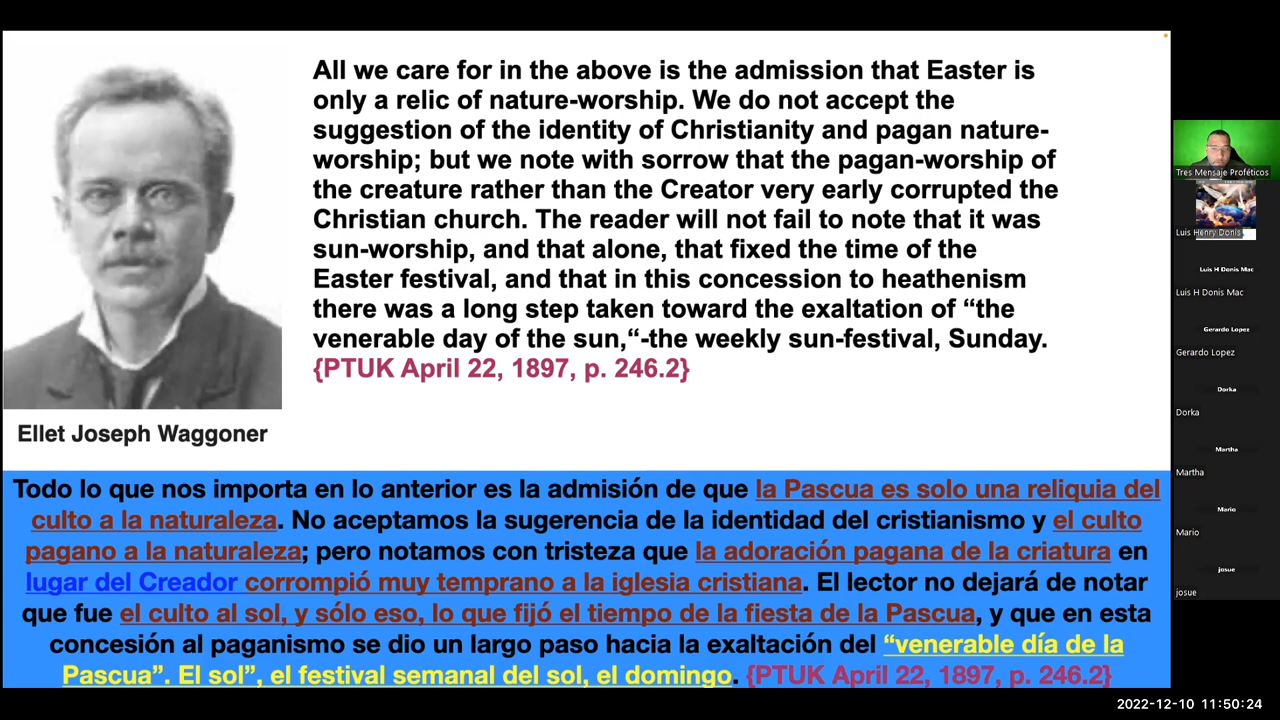 All we care for in the above is the admission that Easter is
only a relic of nature-worship. We do not accept the
suggestion of the identity of Christianity and pagan nature-
worship; but we note with sorrow that the pagan-worship of
the creature rather than the Creator very early corrupted the
Christian church. The reader will not fail to note that it was
sun-worship, and that alone, that fixed the time of the
Easter festival, and that in this concession to heathenism
there was a long step taken toward the exaltation of “the
venerable day of the sun,“-the weekly sun-festival, Sunday.
{PTUK April 22, 1897, p. 246.2}
Ellet Joseph Waggoner
Todo lo que nos importa en lo anterior es la admisión de que la Pascua es solo una reliquia del
culto a la naturaleza. No aceptamos la sugerencia de la identidad del cristianismo y el culto
pagano a la naturaleza; pero notamos con tristeza que la adoración pagana de la criatura en
lugar del Creador corrompió muy temprano a la iglesia cristiana. El lector no dejará de notar
que fue el culto al sol, y sólo eso, lo que fijó el tiempo de la fiesta de la Pascua, y que en esta
concesión al paganismo se dio un largo paso hacia la exaltación del “venerable día de la
Pascua”. El sol”, el festival semanal del sol, el domingo. {PTUK April 22, 1897, p. 246.2}
Tres Mensaje Proféticos
Luis Henry Donis
Luis H Donis Mac
Luis H Donis Mac
Gerardo Lopez
Gerardo Lopez
Dorka
Dorka
Martha
Martha
Mario
Mario
josue
josue
2022-12-10 11:50:24